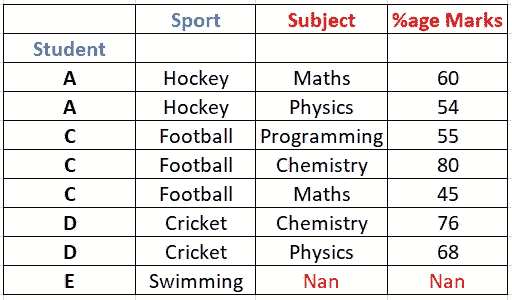 Sport Subject %age Marks
Student
A Hockey Maths 60
A Hockey Physics 54
C Football Programming 55
C Football Chemistry 80
C Football Maths 45
D Cricket Chemistry 76
D Cricket Physics 68
E Swimming Nan Nan